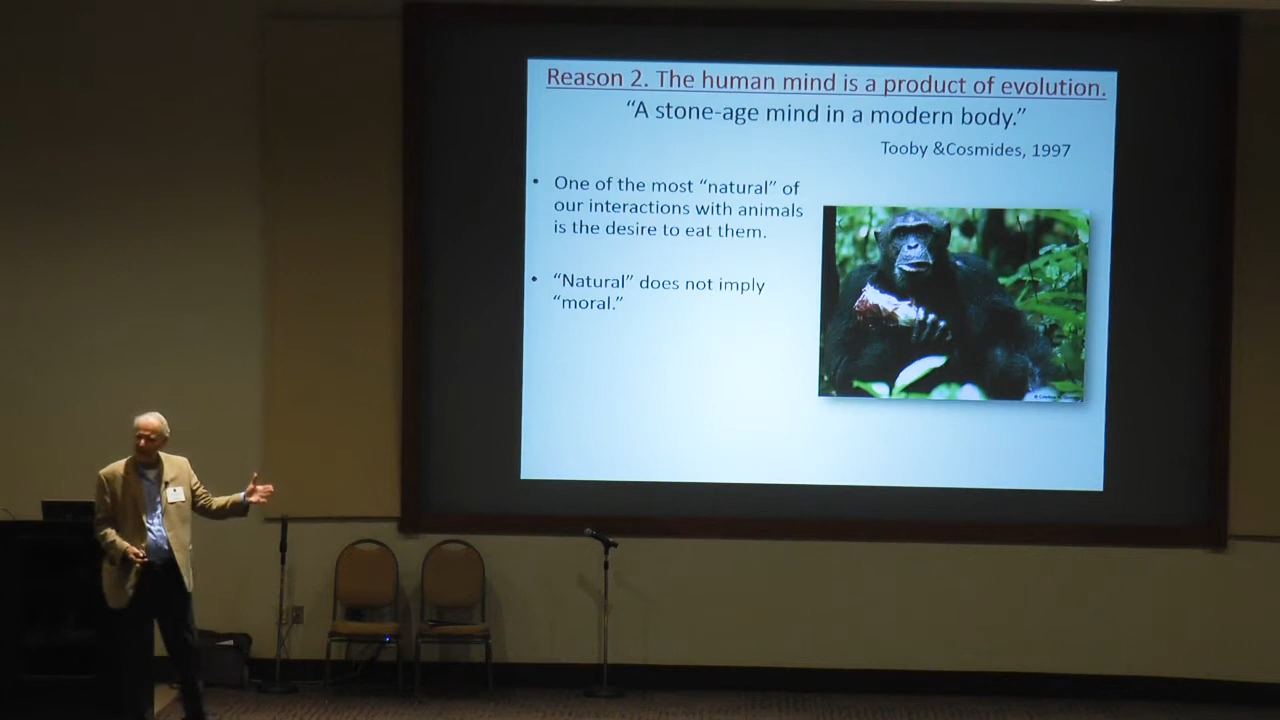 Reason 2. The human mind is a product of evolution.
“A stone-age mind in a modern body.”
Tooby &Cosmides, 1997
• One of the most “natural” of
our interactions with animals
is the desire to eat them.
• “Natural” does not imply
“moral.”